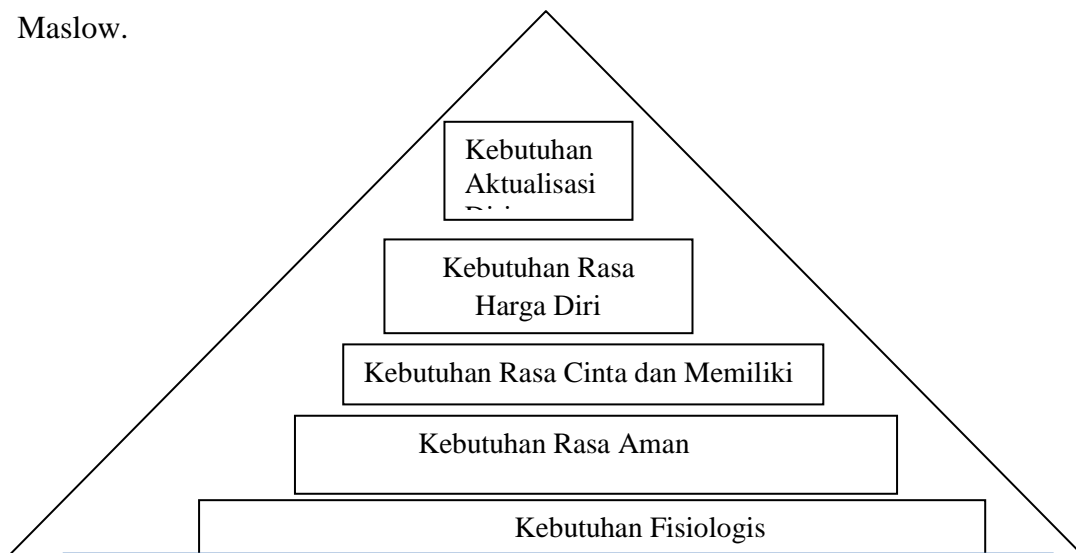 Maslow.
Kebutuhan
Aktualisasi
Kebutuhan Rasa
Harga Diri
Kebutuhan Rasa Cinta dan Memiliki
Kebutuhan Rasa Aman
Kebutuhan Fisiologis